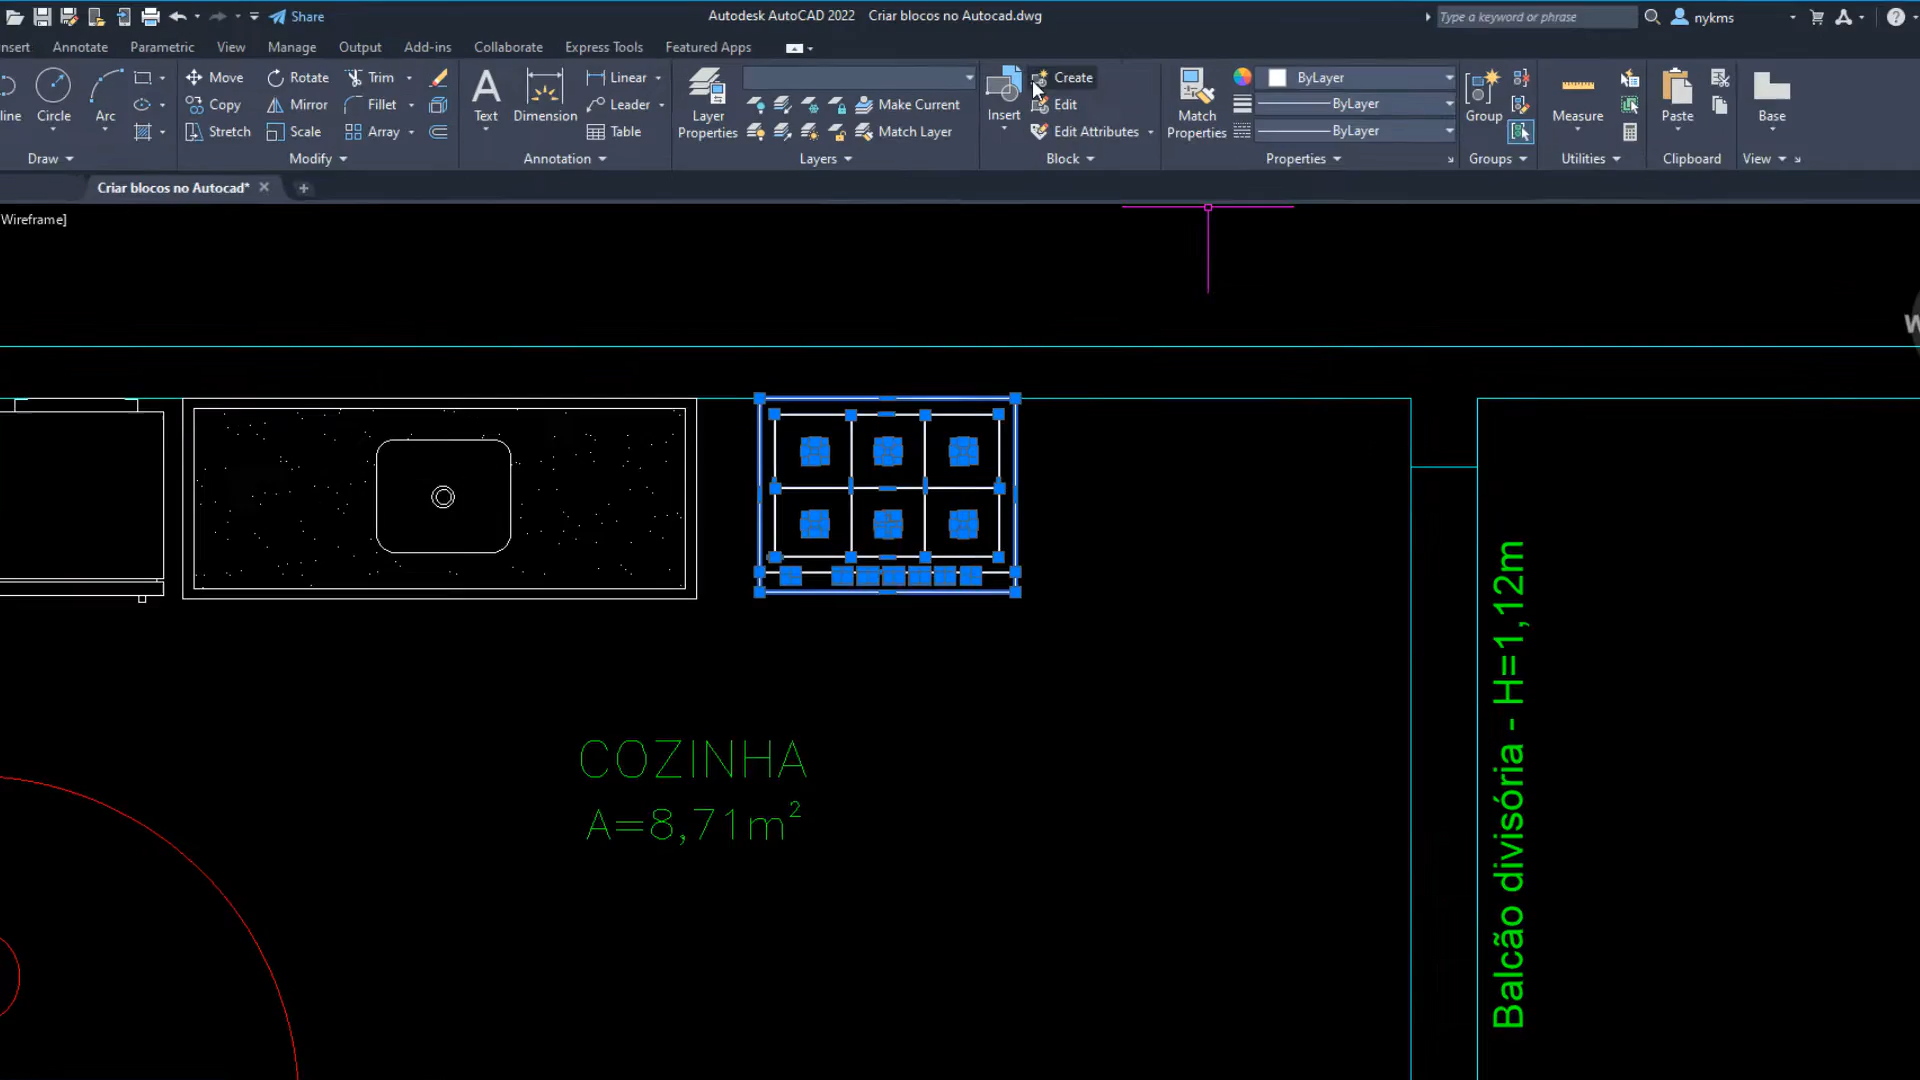 Share
Autodesk AutoCAD 2022 Criar blocos no Autocad.dwg
Type a keyword or phrase
nykms
Annotate
Parametric
View
Manage
Output
Add-ins
Collaborate
Express Tools
Featured Apps
Circle
Arc
Draw
Move
Copy
Stretch
Rotate
Mirror
Scale
Trim
Fillet
Array
Modify
Text
Dimension
Linear
Leader
Table
Annotation
Layer
Properties
Make Current
Match Layer
Layers
Insert
Create
Edit
Edit Attributes
Block
Match
Properties
ByLayer
ByLayer
ByLayer
Properties
Group
Groups
Measure
Utilities
Paste
Clipboard
Base
View
Criar blocos no Autocad*
Wireframe]
COZINHA
A=8,71m²
Balcão divisória - H=1,12m